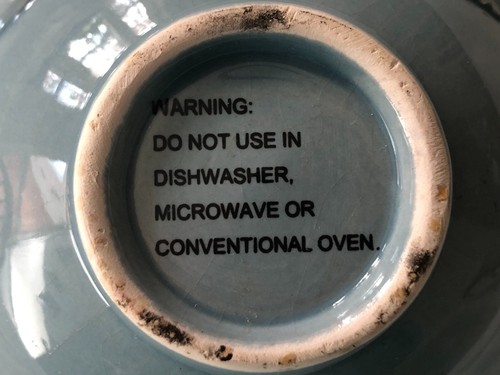 WARNING:
DO NOT USE IN
DISHWASHER,
MICROWAVE OR
CONVENTIONAL OVEN.